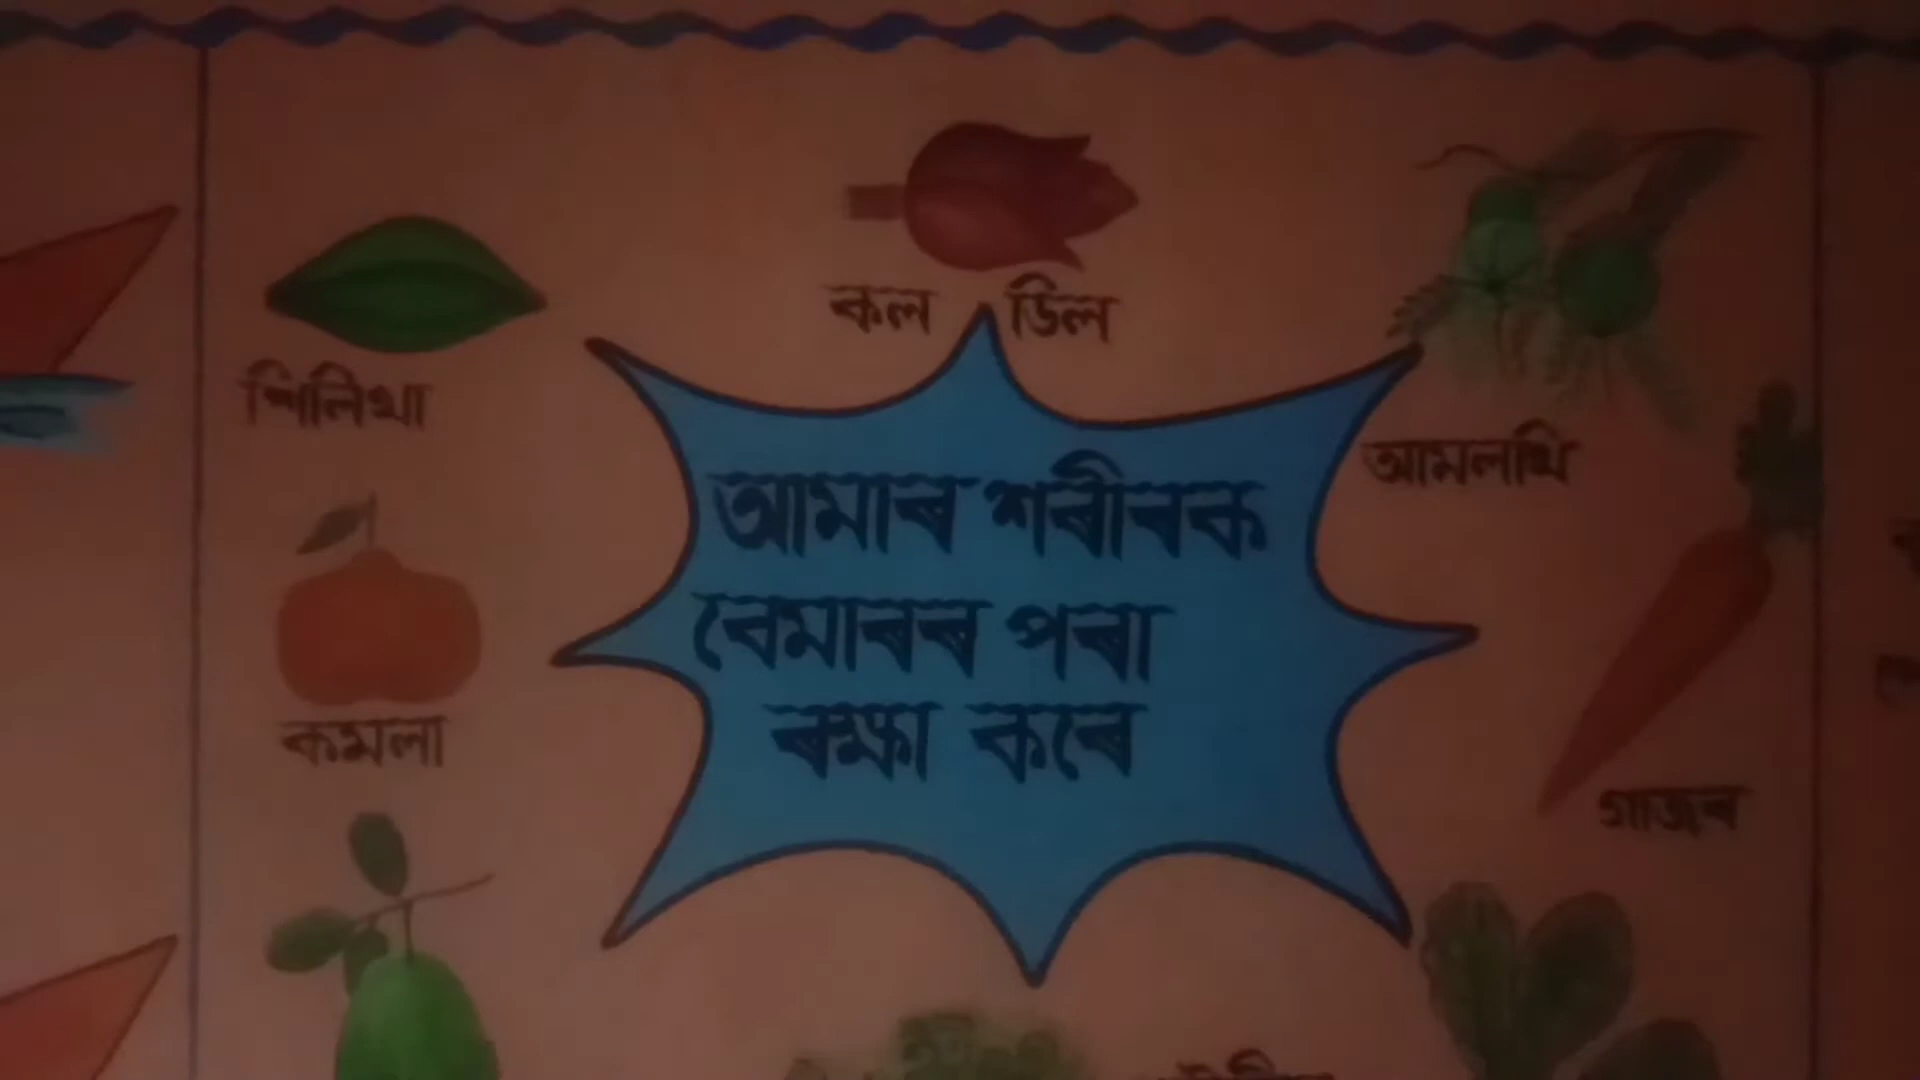 কল ডিল
শিলিখা
আমলখি
আমাৰ শৰীৰক
বেমাৰৰ পৰা
ৰক্ষা কৰে
কমলা
গাজৰ